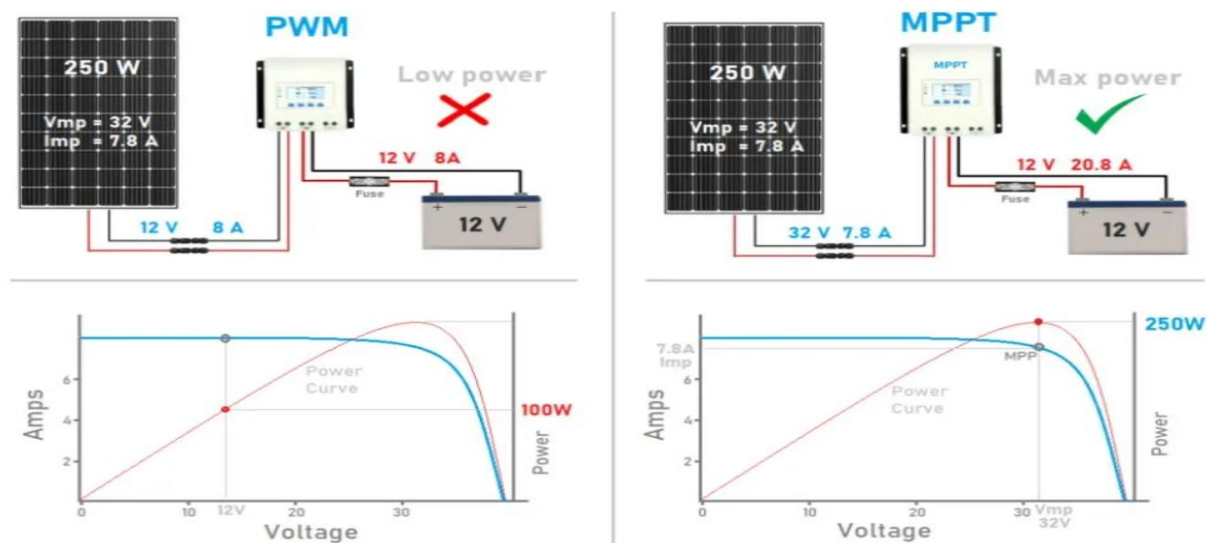 PWM
250 W
Vmp = 32 V
Imp = 7.8 A
Low power
12 V 8A
Fuse
+ −
12 V
12 V 8 A
MPPT
MPPT
250 W
Vmp = 32 V
Imp = 7.8 A
Max power
12 V 20.8 A
Fuse
+ −
12 V
32 V 7.8 A
Amps
6
4
2
0
10
12V
20
30
Voltage
Power
Curve
100W
Power
Amps
7.8A
Imp
6
4
2
0
10
20
30
Vmp
32V
Voltage
Power
Curve
MPP
250W
Power